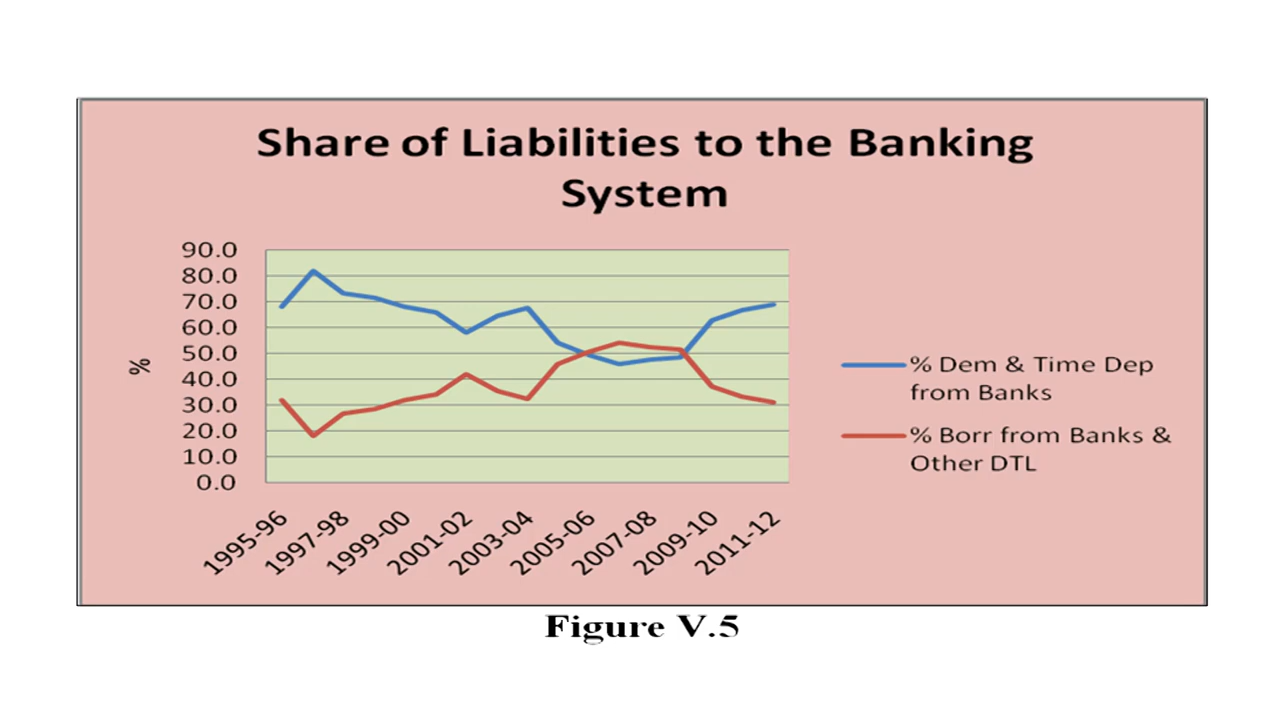 Share of Liabilities to the Banking
System
90.0
80.0
70.0
60.0
50.0
40.0
30.0
20.0
10.0
0.0
%
1995-96
1997-98
1999-00
2001-02
2003-04
2005-06
2007-08
2009-10
2011-12
% Dem & Time Dep
from Banks
% Borr from Banks &
Other DTL
Figure V.5